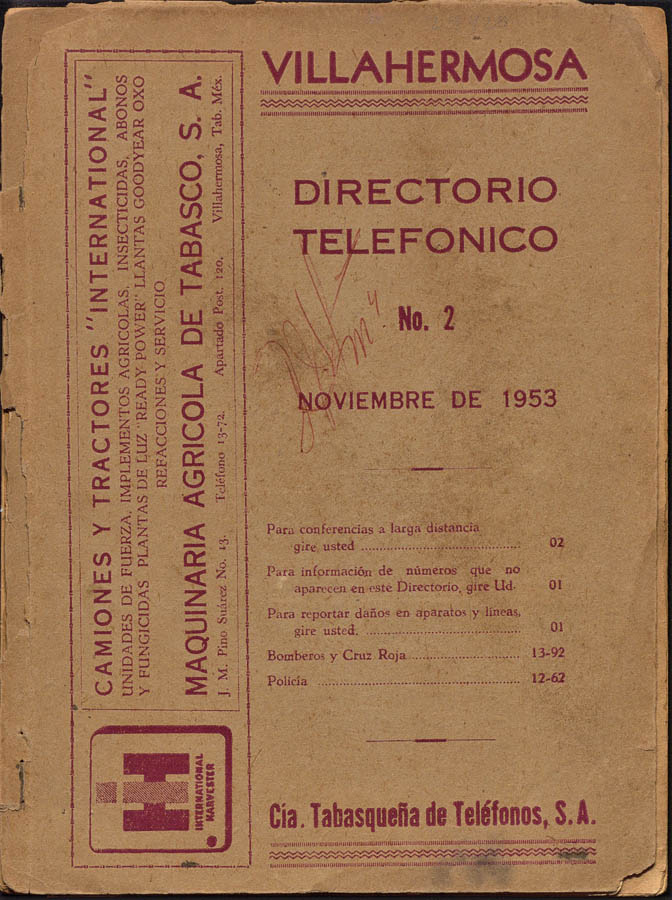 VILLAHERMOSA
DIRECTORIO
TELEFONICO
No. 2
NOVIEMBRE DE 1953
Para conferencias a larga distancia
gire usted ........................................ 02
Para información de números que no
aparecen en este Directorio, gire Ud. 01
Para reportar daños en aparatos y líneas,
gire usted. ....................................... 01
Bomberos y Cruz Roja.............................. 13-92
Policía .................................................. 12-62
Cía. Tabasqueña de Teléfonos, S. A.
CAMIONES Y TRACTORES "INTERNATIONAL"
UNIDADES DE FUERZA, IMPLEMENTOS AGRICOLAS, INSECTICIDAS, ABONOS
Y FUNGICIDAS PLANTAS DE LUZ "READY-POWER" LLANTAS GOODYEAR OXO
REFACCIONES Y SERVICIO
MAQUINARIA AGRICOLA DE TABASCO, S. A.
J. M. Pino Suárez No. 13. Teléfono 13-72. Apartado Post. 120. Villahermosa, Tab. Méx.
INTERNATIONAL
HARVESTER